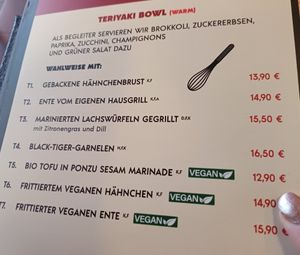 TERIYAKI BOWL (WARM)
ALS BEGLEITER SERVIEREN WIR BROKKOLI, ZUCKERERBSEN,
PAPRIKA, ZUCCHINI, CHAMPIGNONS
UND GRÜNER SALAT DAZU
WAHLWEISE MIT:
T1. GEBACKENE HÄHNCHENBRUST 13,90 €
T2. ENTE VOM EIGENEN HAUSGRILL 14,90 €
T3. MARINIERTEN LACHSWÜRFELN GEGRILLT 15,50 €
mit Zitronengras und Dill
T4. BLACK-TIGER-GARNELEN 16,50 €
T5. BIO TOFU IN PONZU SESAM MARINADE VEGAN 12,90 €
T6. FRITTIERTEM VEGANEN HÄHNCHEN VEGAN 14,90
T7. FRITTIERTER VEGANEN ENTE VEGAN 15,90 €